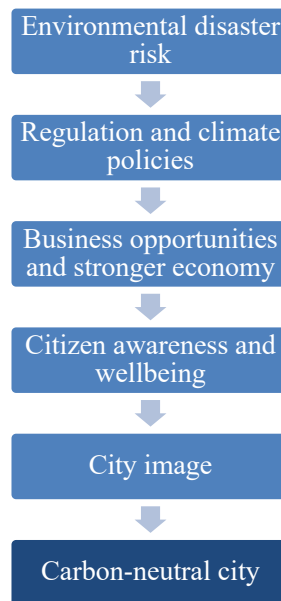 Environmental disaster
risk
Regulation and climate
policies
Business opportunities
and stronger economy
Citizen awareness and
wellbeing
City image
Carbon-neutral city